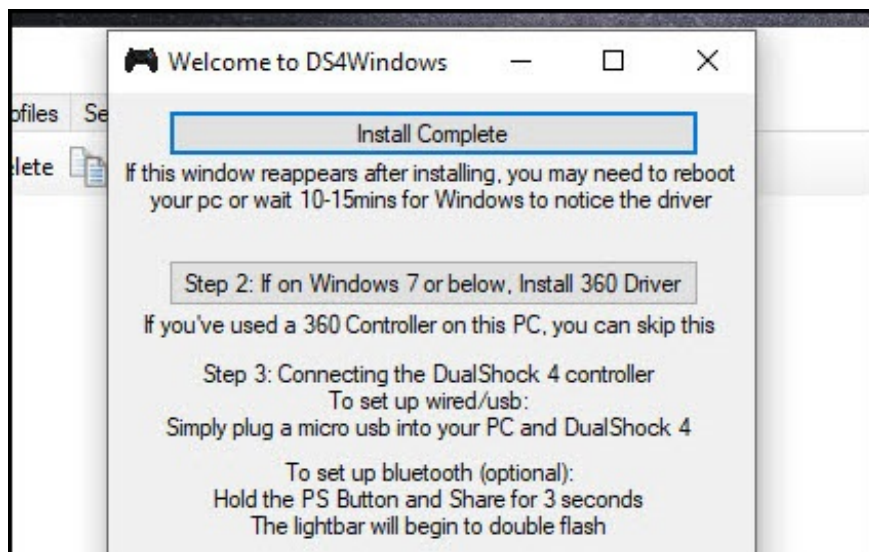 Welcome to DS4Windows
Install Complete
If this window reappears after installing, you may need to reboot
your pc or wait 10-15mins for Windows to notice the driver
Step 2: If on Windows 7 or below, Install 360 Driver
If you've used a 360 Controller on this PC, you can skip this
Step 3: Connecting the DualShock 4 controller
To set up wired/usb:
Simply plug a micro usb into your PC and DualShock 4
To set up bluetooth (optional):
Hold the PS Button and Share for 3 seconds
The lightbar will begin to double flash
ofiles Se
lete